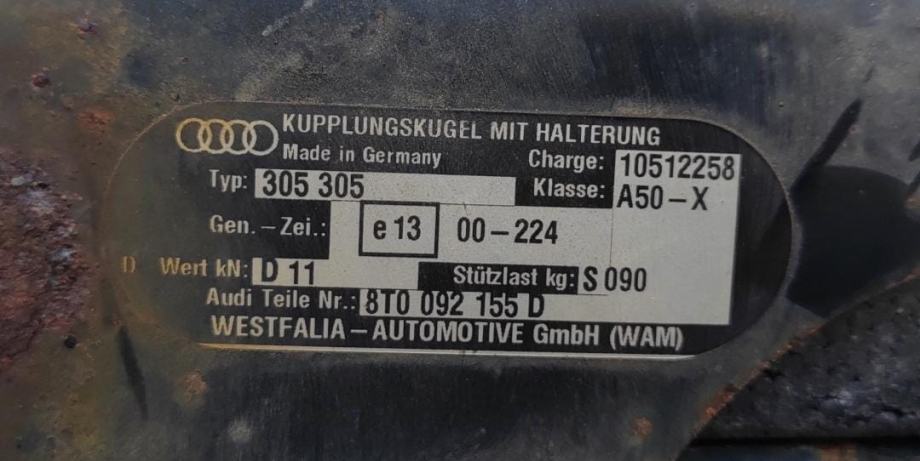 KUPPLUNGSKUGEL MIT HALTERUNG
Made in Germany Charge: 10512258
Typ: 305 305 Klasse: A50-X
Gen.-Zei.: e13 00-224
D Wert kN: D 11 Stützlast kg: S 090
Audi Teile Nr.: 8T0 092 155 D
WESTFALIA-AUTOMOTIVE GmbH (WAM)